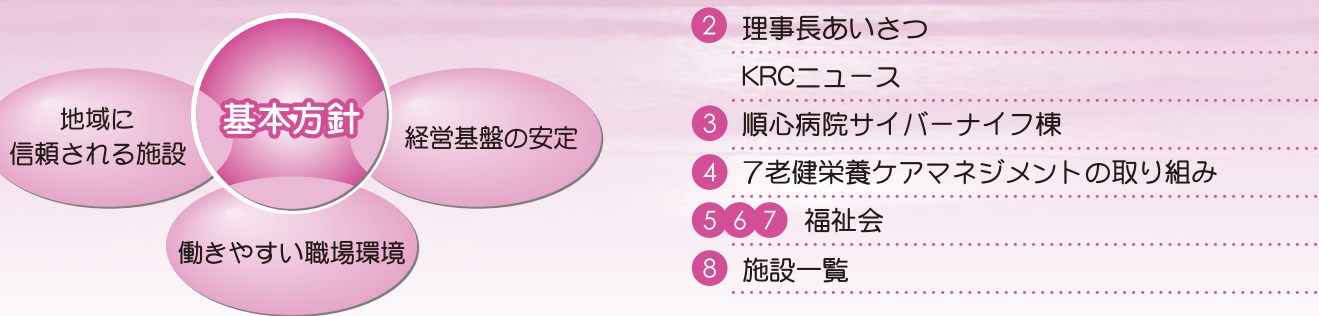 基本方針
地域に
信頼される施設
経営基盤の安定
働きやすい職場環境
2 理事長あいさつ
KRCニュース
3 順心病院サイバーナイフ棟
4 7老健栄養ケアマネジメントの取り組み
5 6 7 福祉会
8 施設一覧